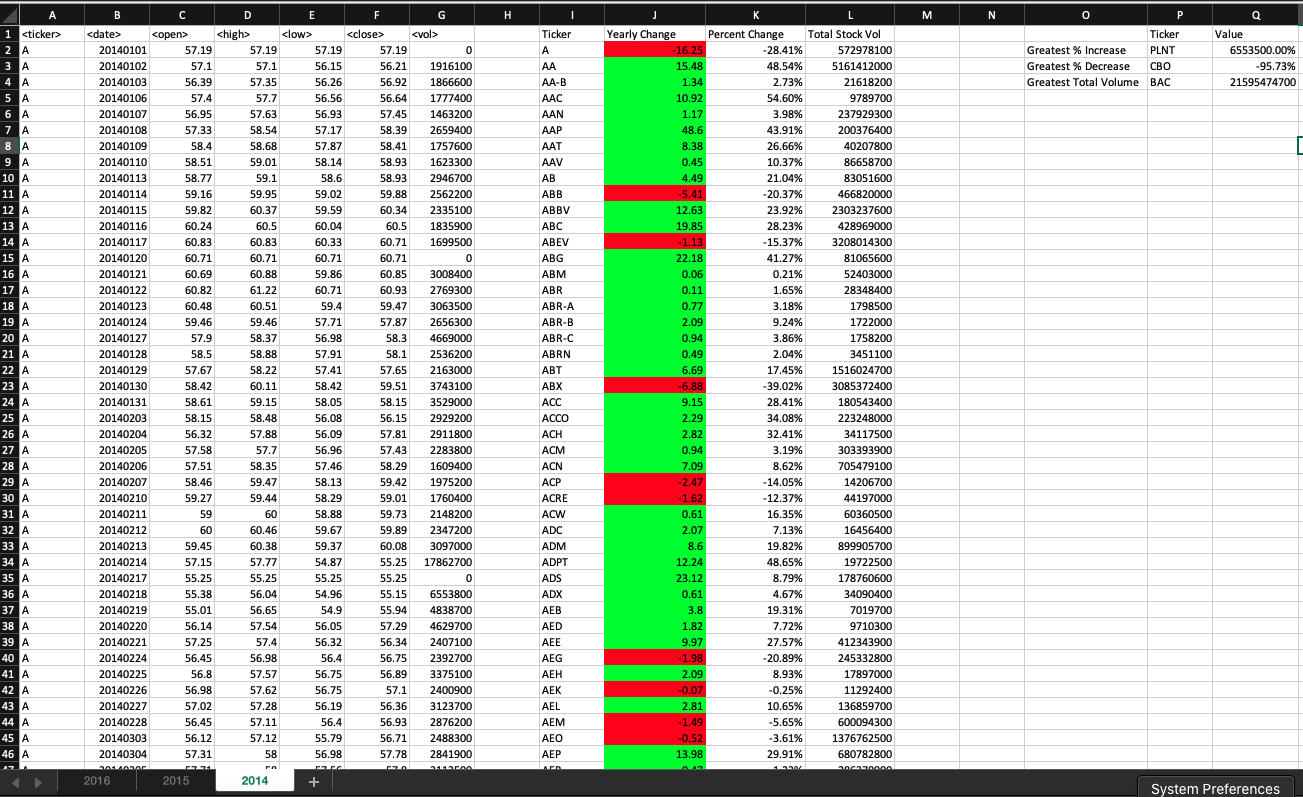 A B C D E F G H I J K L M N O P Q
1 <ticker> <date> <open> <high> <low> <close> <vol> Ticker Yearly Change Percent Change Total Stock Vol Ticker Value
2 A 20140101 57.19 57.19 57.19 57.19 0 A -16.25 -28.41% 572978100 Greatest % Increase PLNT 6553500.00%
3 A 20140102 57.1 57.1 56.15 56.21 1916100 AA 15.48 48.54% 5161412000 Greatest % Decrease CBO -95.73%
4 A 20140103 56.39 57.35 56.26 56.92 1866600 AA-B 1.34 2.73% 21618200 Greatest Total Volume BAC 21595474700
5 A 20140106 57.4 57.7 56.56 56.64 1777400 AAC 10.92 54.60% 9789700
6 A 20140107 56.95 57.63 56.93 57.45 1463200 AAN 1.17 3.98% 237929300
7 A 20140108 57.33 58.54 57.17 58.39 2659400 AAP 48.6 43.91% 200376400
8 A 20140109 58.4 58.68 57.87 58.41 1757600 AAT 8.38 26.66% 40207800
9 A 20140110 58.51 59.01 58.14 58.93 1623300 AAV 0.45 10.37% 86658700
10 A 20140113 58.77 59.1 58.6 58.93 2946700 AB 4.49 21.04% 83051600
11 A 20140114 59.16 59.95 59.02 59.88 2562200 ABB -5.41 -20.37% 466820000
12 A 20140115 59.82 60.37 59.59 60.34 2335100 ABBV 12.63 23.92% 2303237600
13 A 20140116 60.24 60.5 60.04 60.5 1835900 ABC 19.85 28.23% 428969000
14 A 20140117 60.83 60.83 60.33 60.71 1699500 ABEV -1.13 -15.37% 3208014300
15 A 20140120 60.71 60.71 60.71 60.71 0 ABG 22.18 41.27% 81065600
16 A 20140121 60.69 60.88 59.86 60.85 3008400 ABM 0.06 0.21% 52403000
17 A 20140122 60.82 61.22 60.71 60.93 2769300 ABR 0.11 1.65% 28348400
18 A 20140123 60.48 60.51 59.4 59.47 3063500 ABR-A 0.77 3.18% 1798500
19 A 20140124 59.46 59.46 57.71 57.87 2656300 ABR-B 2.09 9.24% 1722000
20 A 20140127 57.9 58.37 56.98 58.3 4669000 ABR-C 0.94 3.86% 1758200
21 A 20140128 58.5 58.88 57.91 58.1 2536200 ABRN 0.49 2.04% 3451100
22 A 20140129 57.67 58.22 57.41 57.65 2163000 ABT 6.69 17.45% 1516024700
23 A 20140130 58.42 60.11 58.42 59.51 3743100 ABX -6.88 -39.02% 3085372400
24 A 20140131 58.61 59.15 58.05 58.15 3529000 ACC 9.15 28.41% 180543400
25 A 20140203 58.15 58.48 56.08 56.15 2929200 ACCO 2.29 34.08% 223248000
26 A 20140204 56.32 57.88 56.09 57.81 2911800 ACH 2.82 32.41% 34117500
27 A 20140205 57.58 57.7 56.96 57.43 2283800 ACM 0.94 3.19% 303393900
28 A 20140206 57.51 58.35 57.46 58.29 1609400 ACN 7.09 8.62% 705479100
29 A 20140207 58.46 59.47 58.13 59.42 1975200 ACP -2.47 -14.05% 14206700
30 A 20140210 59.27 59.44 58.29 59.01 1760400 ACRE -1.62 -12.37% 44197000
31 A 20140211 59 60 58.88 59.73 2148200 ACW 0.61 16.35% 60360500
32 A 20140212 60 60.46 59.67 59.89 2347200 ADC 2.07 7.13% 16456400
33 A 20140213 59.45 60.38 59.37 60.08 3097000 ADM 8.6 19.82% 899905700
34 A 20140214 57.15 57.77 54.87 55.25 17862700 ADPT 12.24 48.65% 19722500
35 A 20140217 55.25 55.25 55.25 55.25 0 ADS 23.12 8.79% 178760600
36 A 20140218 55.38 56.04 54.96 55.15 6553800 ADX 0.61 4.67% 34090400
37 A 20140219 55.01 56.65 54.9 55.94 4838700 AEB 3.8 19.31% 7019700
38 A 20140220 56.14 57.54 56.05 57.29 4629700 AED 1.82 7.72% 9710300
39 A 20140221 57.25 57.4 56.32 56.34 2407100 AEE 9.97 27.57% 412343900
40 A 20140224 56.45 56.98 56.4 56.75 2392700 AEG -1.98 -20.89% 245332800
41 A 20140225 56.8 57.57 56.75 56.89 3375100 AEH 2.09 8.93% 17897000
42 A 20140226 56.98 57.62 56.75 57.1 2400900 AEK -0.07 -0.25% 11292400
43 A 20140227 57.02 57.28 56.19 56.36 3123700 AEL 2.81 10.65% 136859700
44 A 20140228 56.45 57.11 56.4 56.93 2876200 AEM -1.49 -5.65% 600094300
45 A 20140303 56.12 57.12 55.79 56.71 2488300 AEO -0.52 -3.61% 1376762500
46 A 20140304 57.31 58 56.98 57.78 2841900 AEP 13.98 29.91% 680782800
2016 2015 2014 +
System Preferences